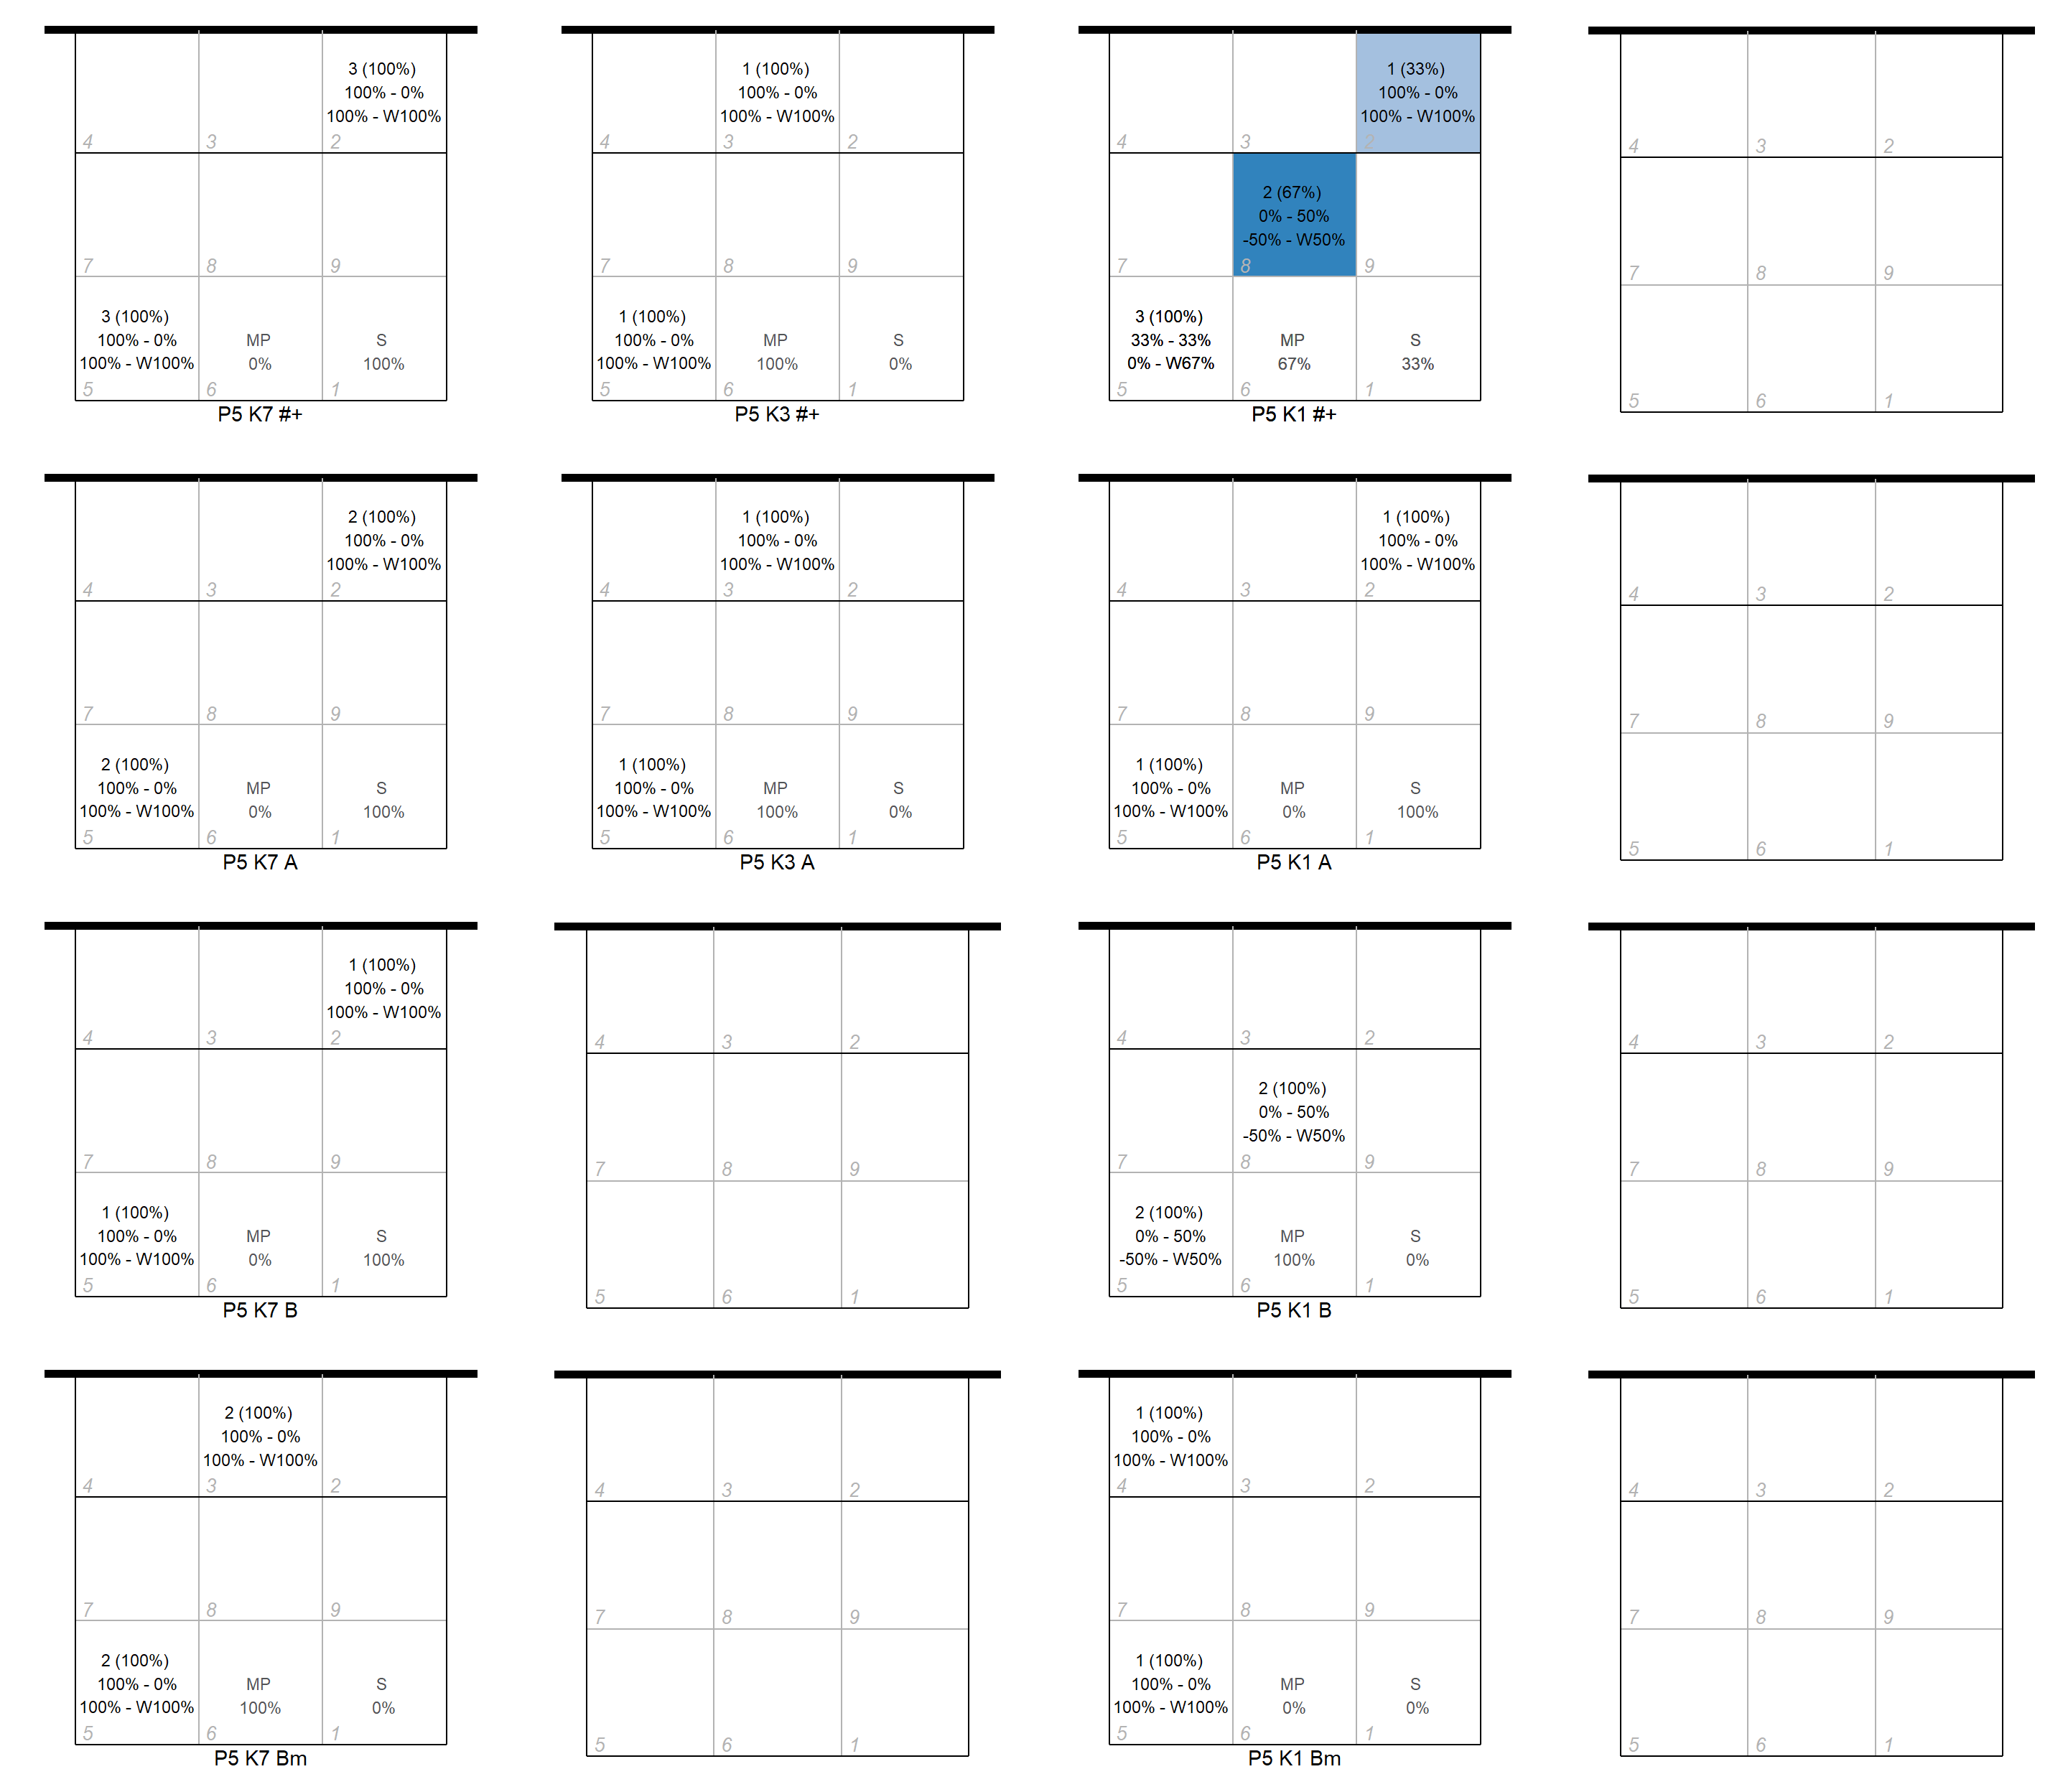 3 (100%)
100% - 0%
100% - W100%
4 3 2
7 8 9
3 (100%)
100% - 0%
100% - W100%
MP
0%
S
100%
5 6 1
P5 K7 #+
1 (100%)
100% - 0%
100% - W100%
4 3 2
7 8 9
1 (100%)
100% - 0%
100% - W100%
MP
100%
S
0%
5 6 1
P5 K3 #+
1 (33%)
100% - 0%
100% - W100%
4 3 2
2 (67%)
0% - 50%
-50% - W50%
7 8 9
3 (100%)
33% - 33%
0% - W67%
MP
67%
S
33%
5 6 1
P5 K1 #+
4 3 2
7 8 9
5 6 1
2 (100%)
100% - 0%
100% - W100%
4 3 2
7 8 9
2 (100%)
100% - 0%
100% - W100%
MP
0%
S
100%
5 6 1
P5 K7 A
1 (100%)
100% - 0%
100% - W100%
4 3 2
7 8 9
1 (100%)
100% - 0%
100% - W100%
MP
100%
S
0%
5 6 1
P5 K3 A
1 (100%)
100% - 0%
100% - W100%
4 3 2
7 8 9
1 (100%)
100% - 0%
100% - W100%
MP
0%
S
100%
5 6 1
P5 K1 A
4 3 2
7 8 9
5 6 1
1 (100%)
100% - 0%
100% - W100%
4 3 2
7 8 9
1 (100%)
100% - 0%
100% - W100%
MP
0%
S
100%
5 6 1
P5 K7 B
4 3 2
7 8 9
5 6 1
4 3 2
2 (100%)
0% - 50%
-50% - W50%
7 8 9
2 (100%)
0% - 50%
-50% - W50%
MP
100%
S
0%
5 6 1
P5 K1 B
4 3 2
7 8 9
5 6 1
2 (100%)
100% - 0%
100% - W100%
4 3 2
7 8 9
2 (100%)
100% - 0%
100% - W100%
MP
100%
S
0%
5 6 1
P5 K7 Bm
4 3 2
7 8 9
5 6 1
1 (100%)
100% - 0%
100% - W100%
4 3 2
7 8 9
1 (100%)
100% - 0%
100% - W100%
MP
0%
S
0%
5 6 1
P5 K1 Bm
4 3 2
7 8 9
5 6 1